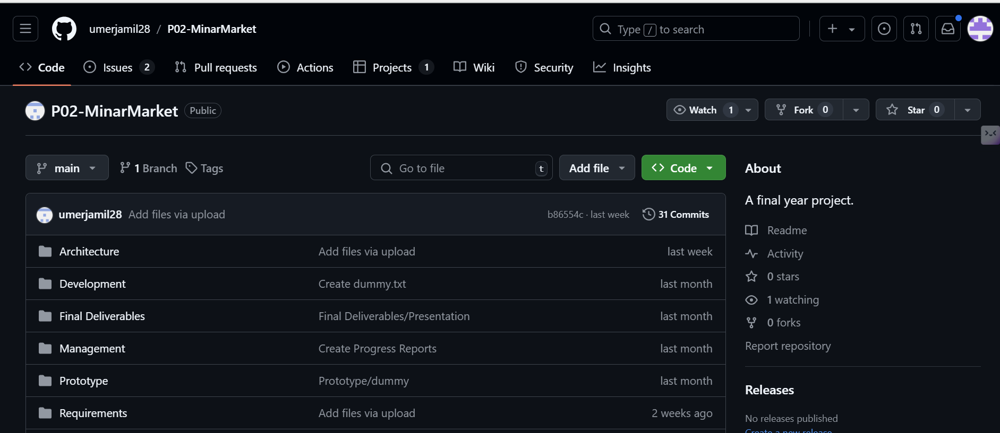 umerjamil28 / P02-MinarMarket
Type / to search
Code
Issues 2
Pull requests
Actions
Projects 1
Wiki
Security
Insights
P02-MinarMarket Public
Watch 1
Fork 0
Star 0
main
1 Branch
Tags
Go to file t
Add file
Code
umerjamil28 Add files via upload b86554c · last week 31 Commits
Architecture Add files via upload last week
Development Create dummy.txt last month
Final Deliverables Final Deliverables/Presentation last month
Management Create Progress Reports last month
Prototype Prototype/dummy last month
Requirements Add files via upload 2 weeks ago
About
A final year project.
Readme
Activity
0 stars
1 watching
0 forks
Report repository
Releases
No releases published
Create a new release